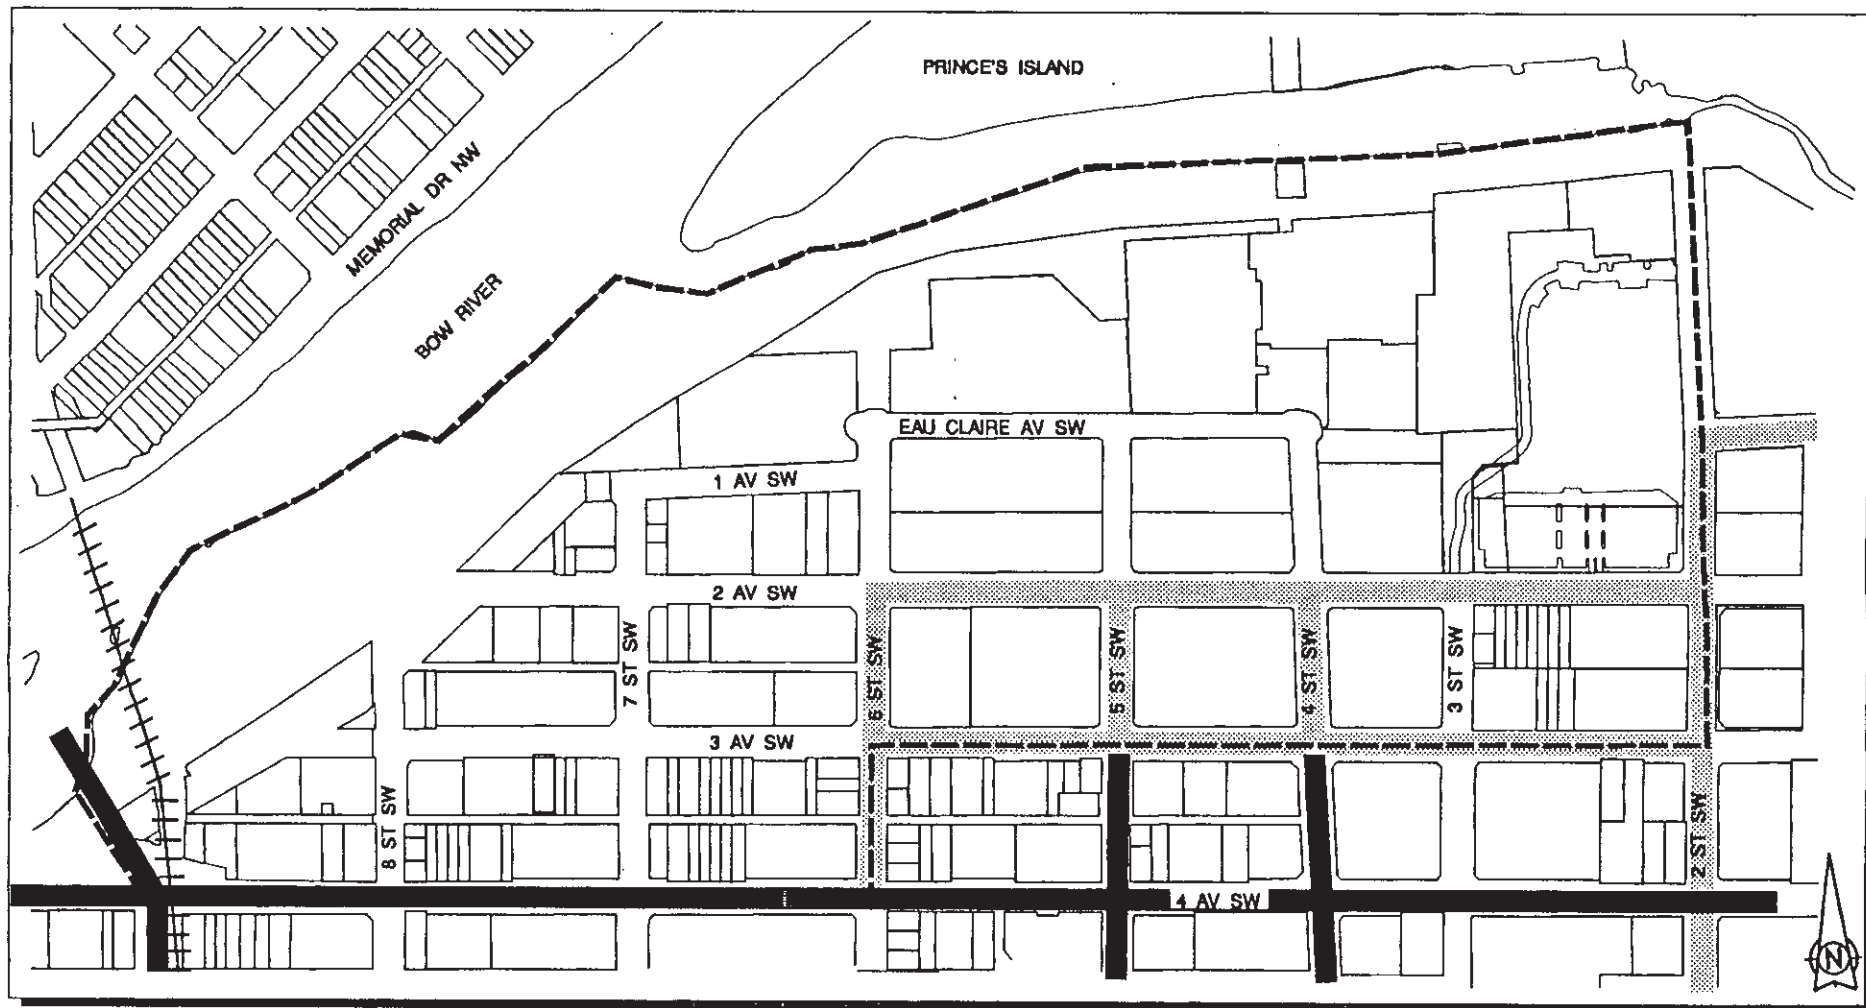 PRINCE'S ISLAND
MEMORIAL DR NW
BOW RIVER
EAU CLAIRE AV SW
1 AV SW
2 AV SW
7 ST SW
6 ST SW
5 ST SW
4 ST SW
3 ST SW
3 AV SW
8 ST SW
2 ST SW
4 AV SW
N